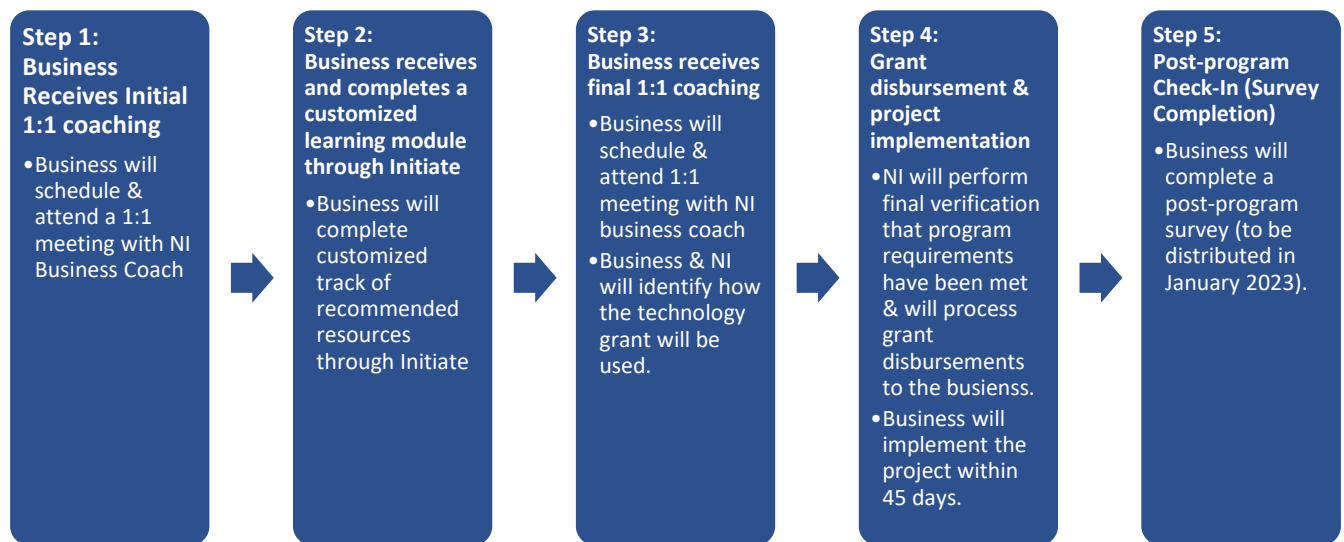 Step 1:
Business
Receives Initial
1:1 coaching
•Business will
schedule &
attend a 1:1
meeting with NI
Business Coach
Step 2:
Business receives
and completes a
customized
learning module
through Initiate
•Business will
complete
customized
track of
recommended
resources
through Initiate
Step 3:
Business receives
final 1:1 coaching
•Business will
schedule &
attend 1:1
meeting with NI
business coach
•Business & NI
will identify how
the technology
grant will be
used.
Step 4:
Grant
disbursement &
project
implementation
•NI will perform
final verification
that program
requirements
have been met
& will process
grant
disbursements
to the busienss.
•Business will
implement the
project within
45 days.
Step 5:
Post-program
Check-In (Survey
Completion)
•Business will
complete a
post-program
survey (to be
distributed in
January 2023).